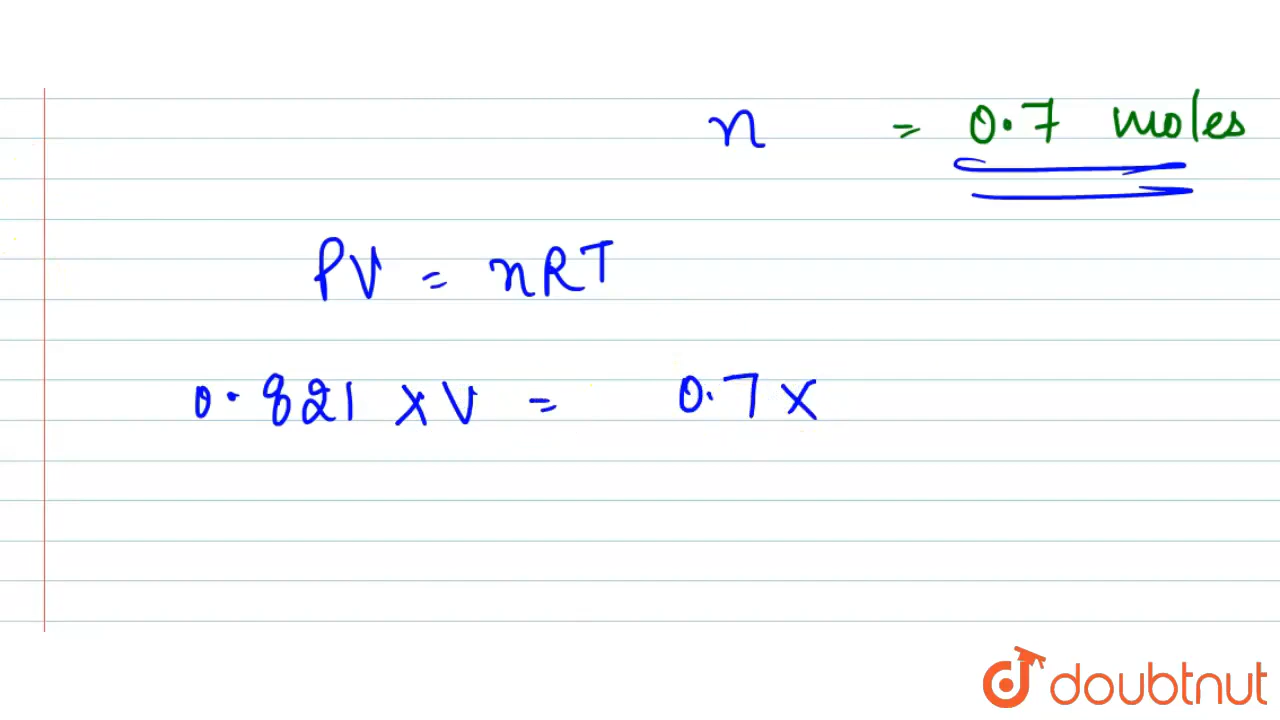 n = 0.7 moles
PV = nRT
0.821 × V = 0.7 ×
doubtnut